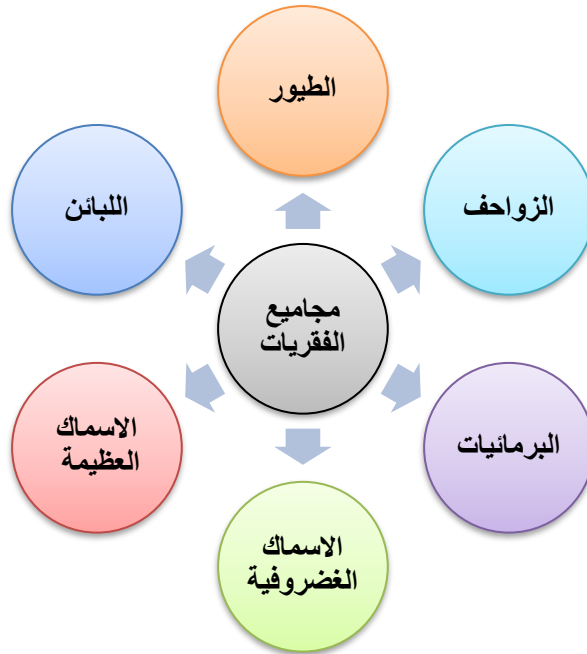 الطيور
اللبائن
الزواحف
مجاميع
الفقريات
الاسماك
العظيمة
البرمائيات
الاسماك
الغضروفية